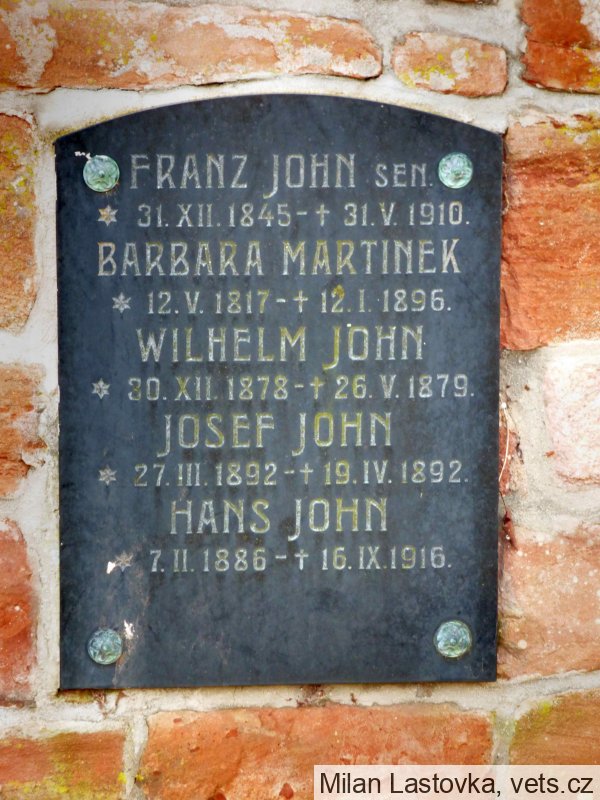 FRANZ JOHN SEN.
* 31. XII. 1845 - † 31. V. 1910.
BARBARA MARTINEK
* 12. V. 1817 - † 12. I. 1896.
WILHELM JOHN
* 30. XII. 1878 - † 26. V. 1879.
JOSEF JOHN
* 27. III. 1892 - † 19. IV. 1892.
HANS JOHN
* 7. II. 1886 - † 16. IX. 1916.
Milan Lastovka, vets.cz